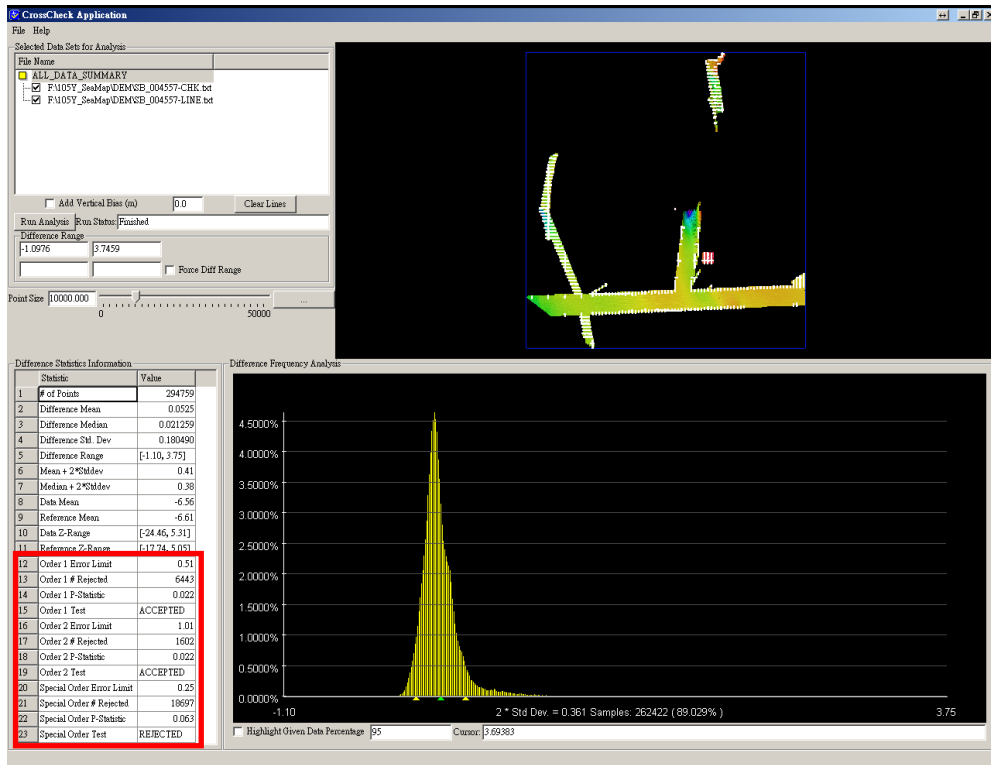 CrossCheck Application
File Help
Selected Data Sets for Analysis
File Name
ALL_DATA_SUMMARY
F:\105Y_SeaMap\DEM\SB_004557-CHK.txt
F:\105Y_SeaMap\DEM\SB_004557-LINE.txt
Add Vertical Bias (m) 0.0 Clear Lines
Run Analysis Run Status: Finished
Difference Range
-1.0976 3.7459
Force Diff Range
Point Size 10000.000 ...
0 50000
Difference Statistics Information
Statistic Value
1 # of Points 294759
2 Difference Mean 0.0525
3 Difference Median 0.021259
4 Difference Std. Dev 0.180490
5 Difference Range [-1.10, 3.75]
6 Mean + 2*Stddev 0.41
7 Median + 2*Stddev 0.38
8 Data Mean -6.56
9 Reference Mean -6.61
10 Data Z-Range [-24.46, 5.31]
11 Reference Z-Range [-17.74, 5.05]
12 Order 1 Error Limit 0.51
13 Order 1 # Rejected 6443
14 Order 1 P-Statistic 0.022
15 Order 1 Test ACCEPTED
16 Order 2 Error Limit 1.01
17 Order 2 # Rejected 1602
18 Order 2 P-Statistic 0.022
19 Order 2 Test ACCEPTED
20 Special Order Error Limit 0.25
21 Special Order # Rejected 18697
22 Special Order P-Statistic 0.063
23 Special Order Test REJECTED
Difference Frequency Analysis
4.5000%
4.0000%
3.5000%
3.0000%
2.5000%
2.0000%
1.5000%
1.0000%
0.5000%
0.0000%
-1.10 2 * Std Dev. = 0.361 Samples: 262422 ( 89.029% ) 3.75
Highlight Given Data Percentage 95 Cursor: 3.69383